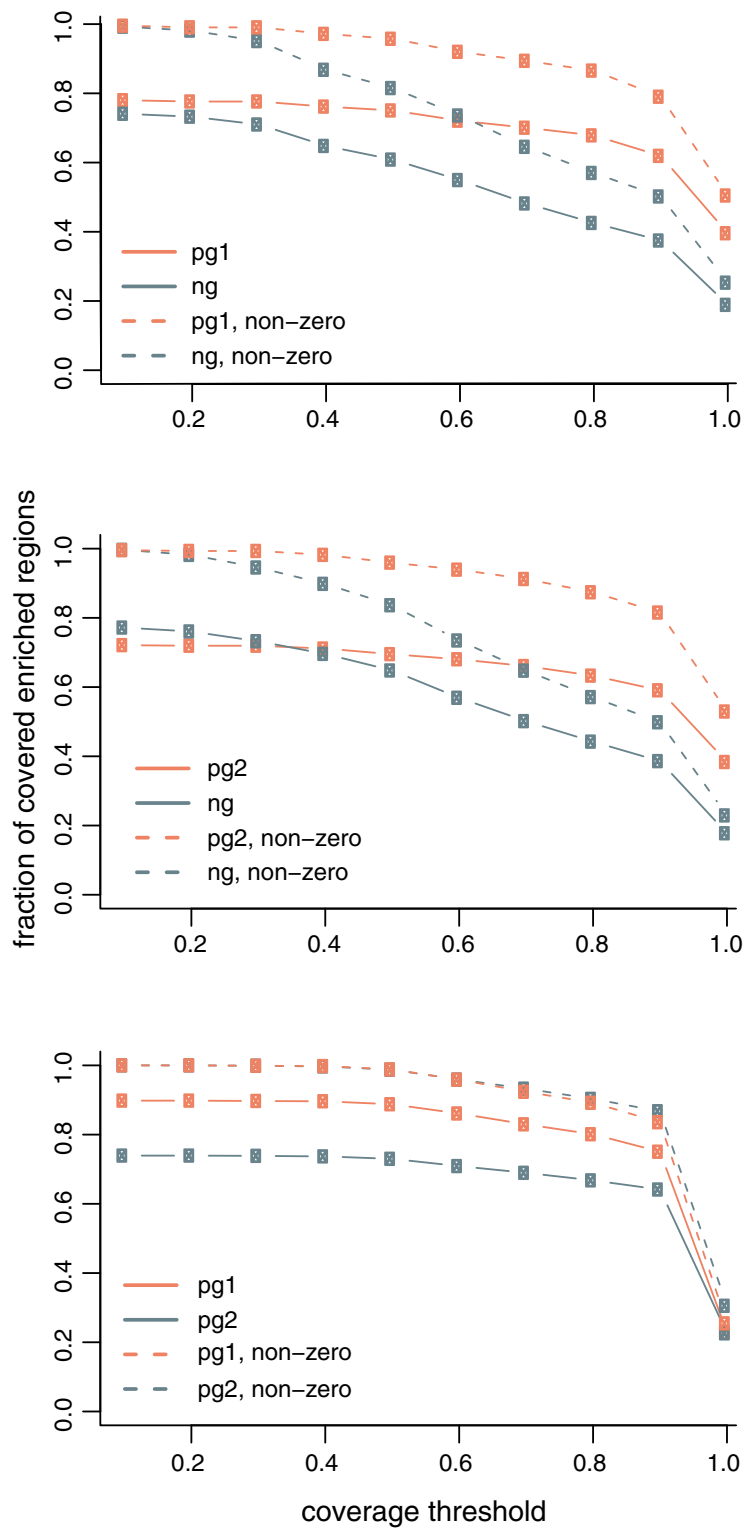 1.0
0.8
0.6
0.4
0.2
0.0
pg1
ng
pg1, non−zero
ng, non−zero
0.2 0.4 0.6 0.8 1.0
fraction of covered enriched regions
1.0
0.8
0.6
0.4
0.2
0.0
pg2
ng
pg2, non−zero
ng, non−zero
0.2 0.4 0.6 0.8 1.0
1.0
0.8
0.6
0.4
0.2
0.0
pg1
pg2
pg1, non−zero
pg2, non−zero
0.2 0.4 0.6 0.8 1.0
coverage threshold